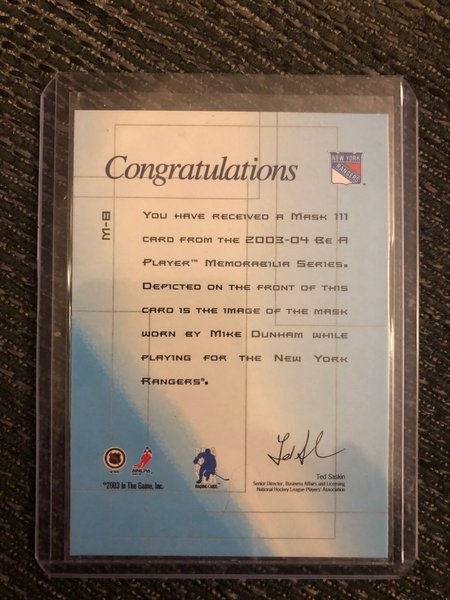 Congratulations
NEW YORK
RANGERS
M-8
You have received a Mask III
card from the 2003-04 Be A
Player™ Memorabilia Series.
Depicted on the front of this
card is the image of the mask
worn by Mike Dunham while
playing for the New York
Rangers®.
NHLPA
©2003 In The Game, Inc.
Ted Saskin
Senior Director, Business Affairs and Licensing
National Hockey League Players' Association